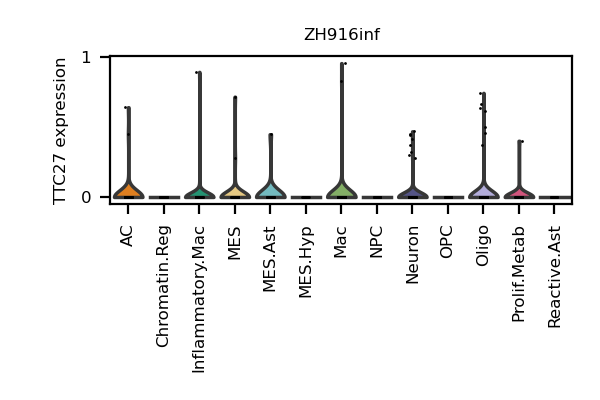 ZH916inf
TTC27 expression
1
0
AC
Chromatin.Reg
Inflammatory.Mac
MES
MES.Ast
MES.Hyp
Mac
NPC
Neuron
OPC
Oligo
Prolif.Metab
Reactive.Ast